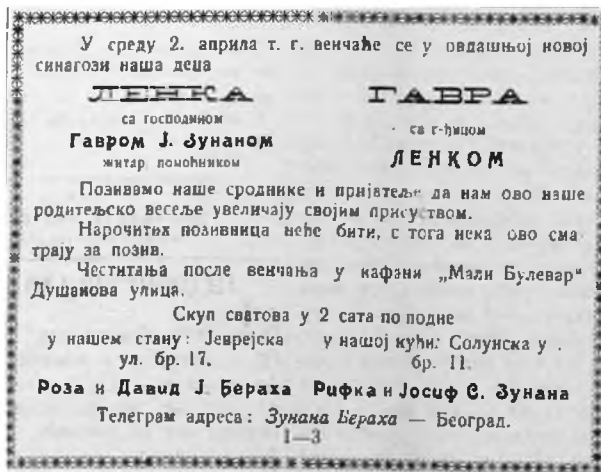 У среду 2. априла т. г. венчаће се у овдашњој новој
синагози наша деца
ЛЕНКА
са господином
Гавром Ј. Зунаном
житар. помоћником
ГАВРА
са г-ђицом
ЛЕНКОМ
Позивамо наше сроднике и пријатеље да нам ово наше
родитељско весеље увеличају својим присуством.
Нарочитих позивница неће бити, с тога нека ово сма
трају за позив.
Честитања после венчања у кафани „Мали Булевар“
Душанова улица.
Скуп сватова у 2 сата по подне
у нашем стану: Јеврејска
ул. бр. 17.
у нашој кући: Солунска у .
бр. 11.
Роза и Давид Ј. Бераха
Рифка и Јосиф С. Зунана
Телеграм адреса: Зунана Бераха — Београд.
1—3